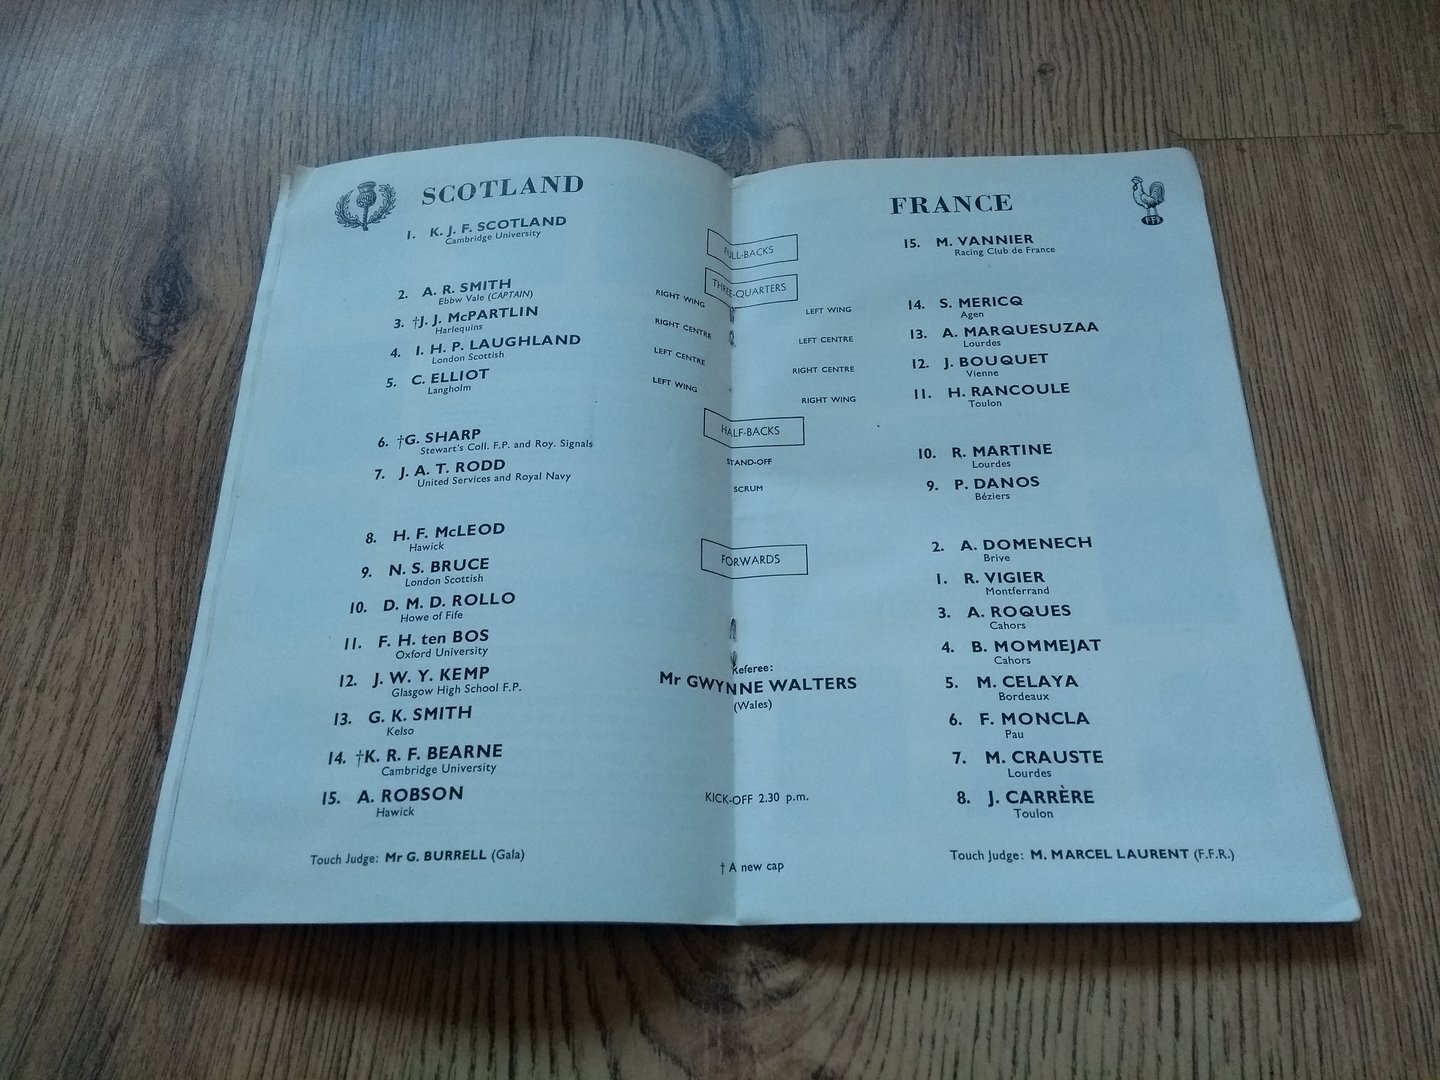 SCOTLAND
1. K. J. F. SCOTLAND
Cambridge University
2. A. R. SMITH
Ebbw Vale (CAPTAIN)
3. †J. J. McPARTLIN
Harlequins
4. I. H. P. LAUGHLAND
London Scottish
5. C. ELLIOT
Langholm
6. †G. SHARP
Stewart's Coll. F.P. and Roy. Signals
7. J. A. T. RODD
United Services and Royal Navy
8. H. F. McLEOD
Hawick
9. N. S. BRUCE
London Scottish
10. D. M. D. ROLLO
Howe of Fife
11. F. H. ten BOS
Oxford University
12. J. W. Y. KEMP
Glasgow High School F.P.
13. G. K. SMITH
Kelso
14. †K. R. F. BEARNE
Cambridge University
15. A. ROBSON
Hawick
Touch Judge: Mr G. BURRELL (Gala)
FULL-BACKS
THREE-QUARTERS
RIGHT WING
LEFT WING
RIGHT CENTRE
LEFT CENTRE
LEFT CENTRE
RIGHT CENTRE
LEFT WING
RIGHT WING
HALF-BACKS
STAND-OFF
SCRUM
FORWARDS
Referee:
Mr GWYNNE WALTERS
(Wales)
KICK-OFF 2.30 p.m.
† A new cap
FRANCE
F.F.R
15. M. VANNIER
Racing Club de France
14. S. MERICQ
Agen
13. A. MARQUESUZAA
Lourdes
12. J. BOUQUET
Vienne
11. H. RANCOULE
Toulon
10. R. MARTINE
Lourdes
9. P. DANOS
Béziers
2. A. DOMENECH
Brive
1. R. VIGIER
Montferrand
3. A. ROQUES
Cahors
4. B. MOMMEJAT
Cahors
5. M. CELAYA
Bordeaux
6. F. MONCLA
Pau
7. M. CRAUSTE
Lourdes
8. J. CARRÈRE
Toulon
Touch Judge: M. MARCEL LAURENT (F.F.R.)